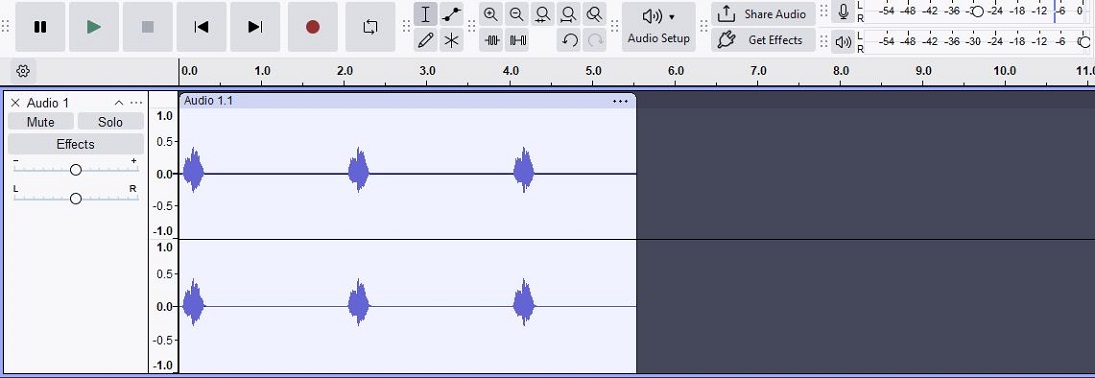 Audio Setup
Share Audio
Get Effects
L
R
-54 -48 -42 -36 -30 -24 -18 -12 -6 0
L
R
-54 -48 -42 -36 -30 -24 -18 -12 -6 0
0.0 1.0 2.0 3.0 4.0 5.0 6.0 7.0 8.0 9.0 10.0 11.0
Audio 1
Audio 1.1
Mute Solo
Effects
- +
L R
1.0
0.5
0.0
-0.5
-1.0
1.0
0.5
0.0
-0.5
-1.0